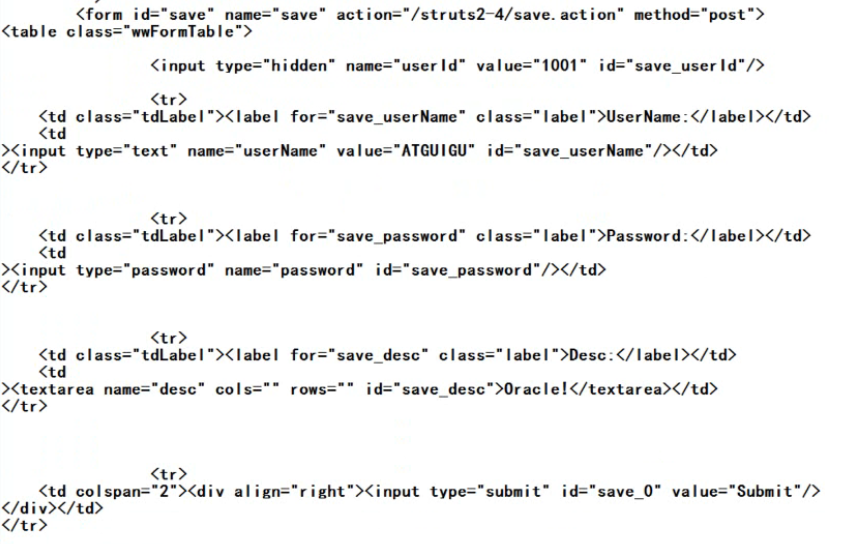 <form id="save" name="save" action="/struts2-4/save.action" method="post">
<table class="wwFormTable">
<input type="hidden" name="userId" value="1001" id="save_userId"/>
<tr>
<td class="tdLabel"><label for="save_userName" class="label">UserName:</label></td>
<td
><input type="text" name="userName" value="ATGUIGU" id="save_userName"/></td>
</tr>
<tr>
<td class="tdLabel"><label for="save_password" class="label">Password:</label></td>
<td
><input type="password" name="password" id="save_password"/></td>
</tr>
<tr>
<td class="tdLabel"><label for="save_desc" class="label">Desc:</label></td>
<td
><textarea name="desc" cols="" rows="" id="save_desc">Oracle!</textarea></td>
</tr>
<tr>
<td colspan="2"><div align="right"><input type="submit" id="save_0" value="Submit"/>
</div></td>
</tr>